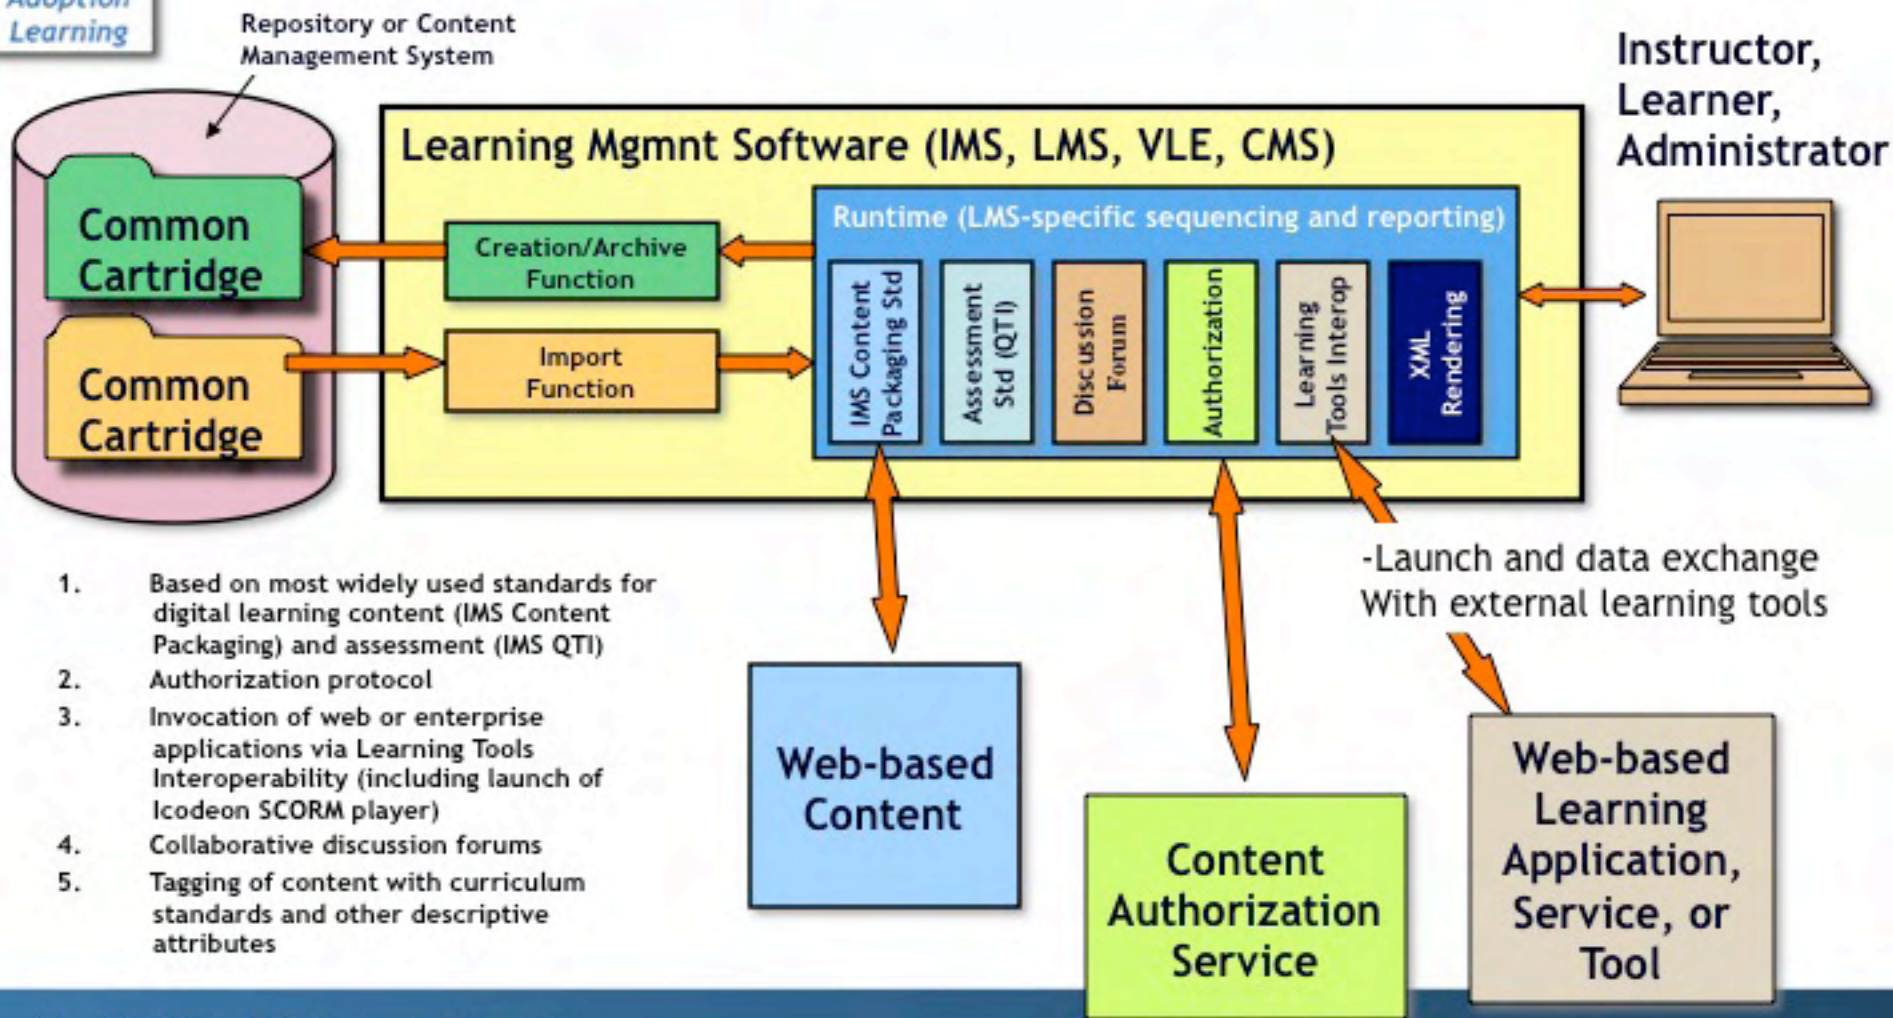 Adoption
Learning
Repository or Content
Management System
Instructor,
Learner,
Administrator
Learning Mgmnt Software (IMS, LMS, VLE, CMS)
Runtime (LMS-specific sequencing and reporting)
Common
Cartridge
Creation/Archive
Function
Common
Cartridge
Import
Function
IMS Content
Packaging Std
Assessment
Std (QTI)
Discussion
Forum
Authorization
Learning
Tools Interop
XML
Rendering
-Launch and data exchange
With external learning tools
1. Based on most widely used standards for
digital learning content (IMS Content
Packaging) and assessment (IMS QTI)
2. Authorization protocol
3. Invocation of web or enterprise
applications via Learning Tools
Interoperability (including launch of
Icodeon SCORM player)
4. Collaborative discussion forums
5. Tagging of content with curriculum
standards and other descriptive
attributes
Web-based
Content
Content
Authorization
Service
Web-based
Learning
Application,
Service, or
Tool